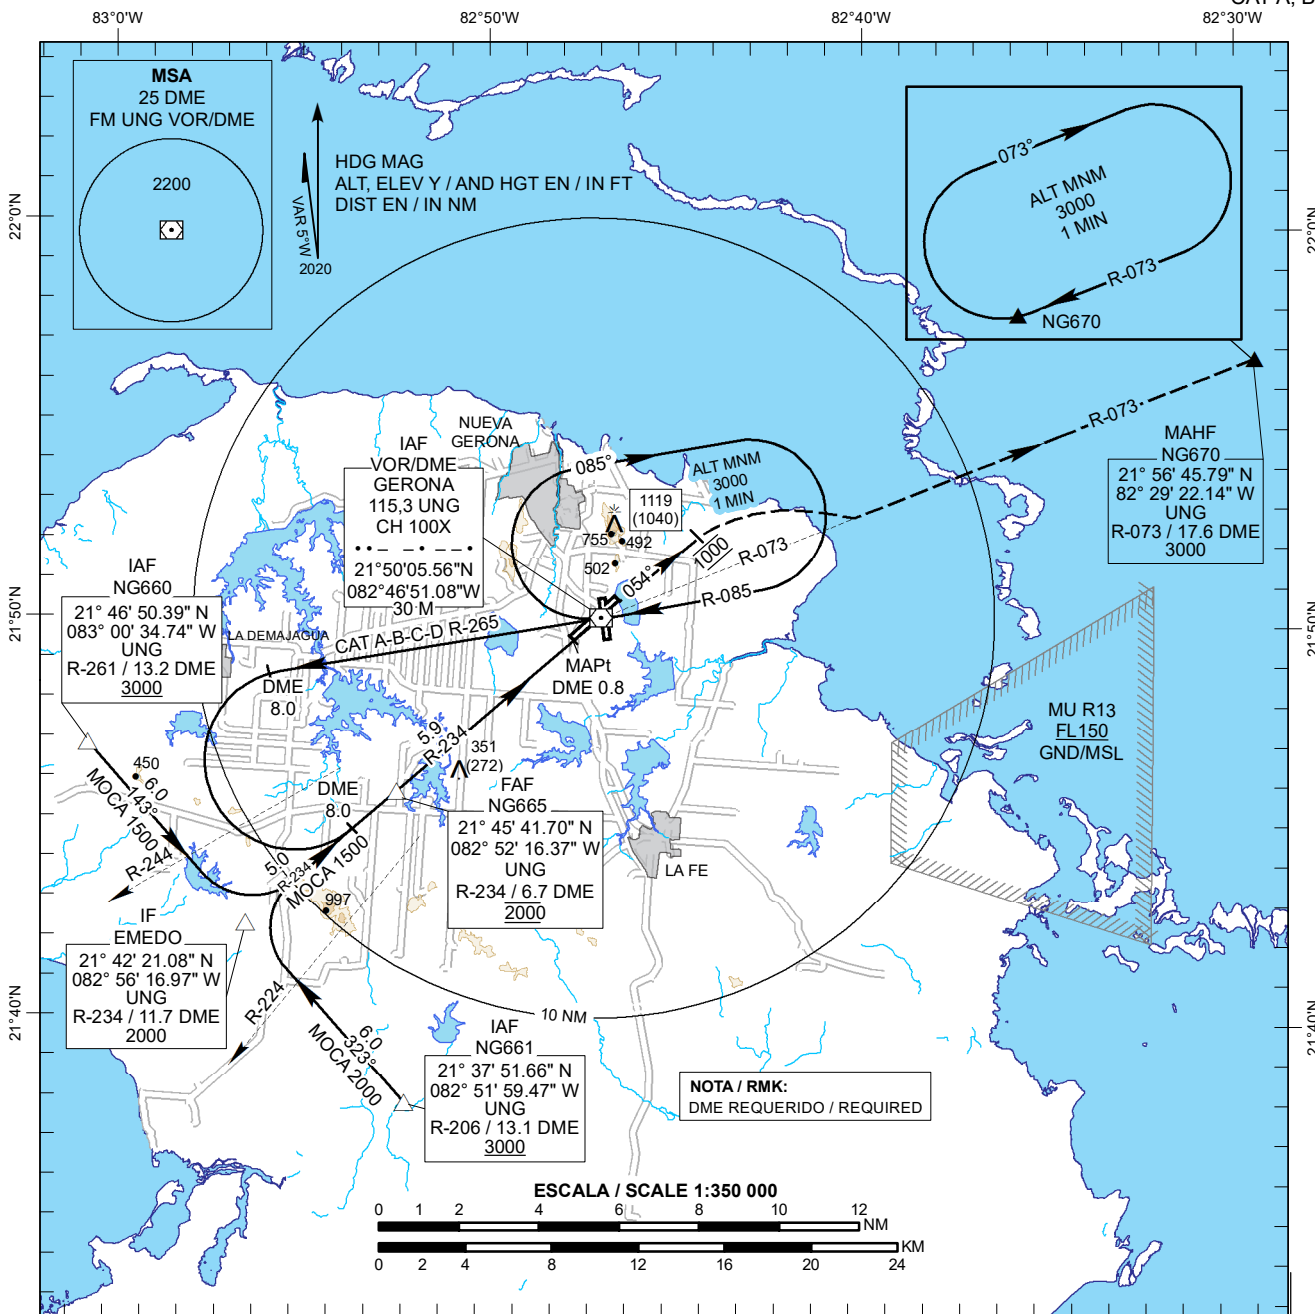 CAT A, B
83°0'W
82°50'W
82°40'W
82°30'W
22°0'N
21°50'N
21°40'N
22°0'N
21°50'N
21°40'N
MSA
25 DME
FM UNG VOR/DME
2200
VAR 5°W
2020
HDG MAG
ALT, ELEV Y / AND HGT EN / IN FT
DIST EN / IN NM
073°
ALT MNM
3000
1 MIN
R-073
NG670
R-073
MAHF
NG670
21° 56' 45.79" N
82° 29' 22.14" W
UNG
R-073 / 17.6 DME
3000
NUEVA
GERONA
IAF
VOR/DME
GERONA
115,3 UNG
CH 100X
21°50'05.56"N
082°46'51.08"W
30 M
085°
ALT MNM
3000
1 MIN
1119
(1040)
755
492
502
054°
1000
R-073
R-085
IAF
NG660
21° 46' 50.39" N
083° 00' 34.74" W
UNG
R-261 / 13.2 DME
3000
LA DEMAJAGUA
CAT A-B-C-D R-265
MAPt
DME 0.8
DME
8.0
5.9
R-234
351
(272)
MU R13
FL150
GND/MSL
450
6.0
143°
MOCA 1500
R-244
DME
8.0
5.0
R-234
MOCA 1500
FAF
NG665
21° 45' 41.70" N
082° 52' 16.37" W
UNG
R-234 / 6.7 DME
2000
LA FE
997
IF
EMEDO
21° 42' 21.08" N
082° 56' 16.97" W
UNG
R-234 / 11.7 DME
2000
R-224
6.0
323°
MOCA 2000
10 NM
IAF
NG661
21° 37' 51.66" N
082° 51' 59.47" W
UNG
R-206 / 13.1 DME
3000
NOTA / RMK:
DME REQUERIDO / REQUIRED
ESCALA / SCALE 1:350 000
0 1 2 4 6 8 10 12 NM
KM
0 2 4 8 12 16 20 24